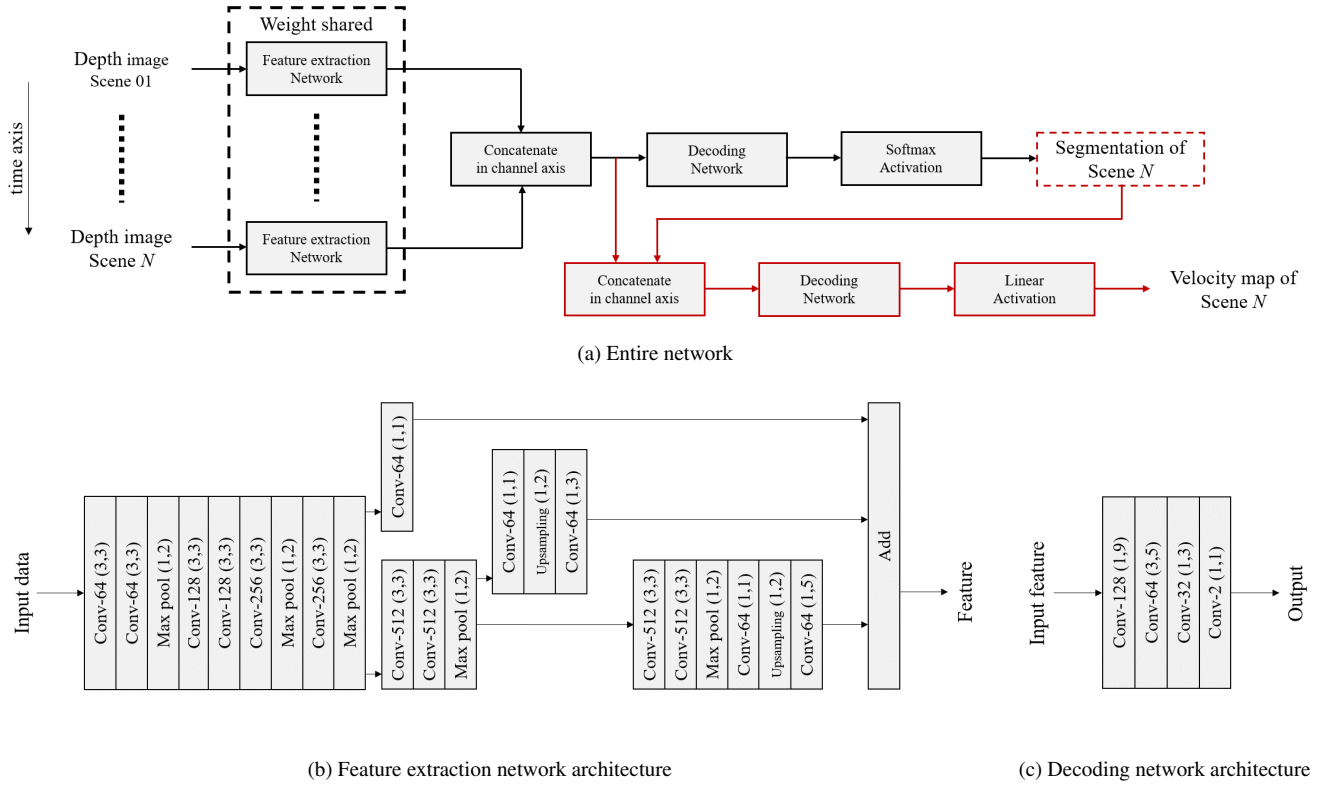 Weight shared
Depth image
Scene 01
Feature extraction
Network
time axis
Concatenate
in channel axis
Decoding
Network
Softmax
Activation
Segmentation of
Scene N
Depth image
Scene N
Feature extraction
Network
Concatenate
in channel axis
Decoding
Network
Linear
Activation
Velocity map of
Scene N
(a) Entire network
Input data
Conv-64 (3,3)
Conv-64 (3,3)
Max pool (1,2)
Conv-128 (3,3)
Conv-128 (3,3)
Conv-256 (3,3)
Max pool (1,2)
Conv-256 (3,3)
Max pool (1,2)
Conv-64 (1,1)
Conv-512 (3,3)
Conv-512 (3,3)
Max pool (1,2)
Conv-64 (1,1)
Upsampling (1,2)
Conv-64 (1,3)
Conv-512 (3,3)
Conv-512 (3,3)
Max pool (1,2)
Conv-64 (1,1)
Upsampling (1,2)
Conv-64 (1,5)
Add
Feature
Input feature
Conv-128 (1,9)
Conv-64 (3,5)
Conv-32 (1,3)
Conv-2 (1,1)
Output
(b) Feature extraction network architecture
(c) Decoding network architecture